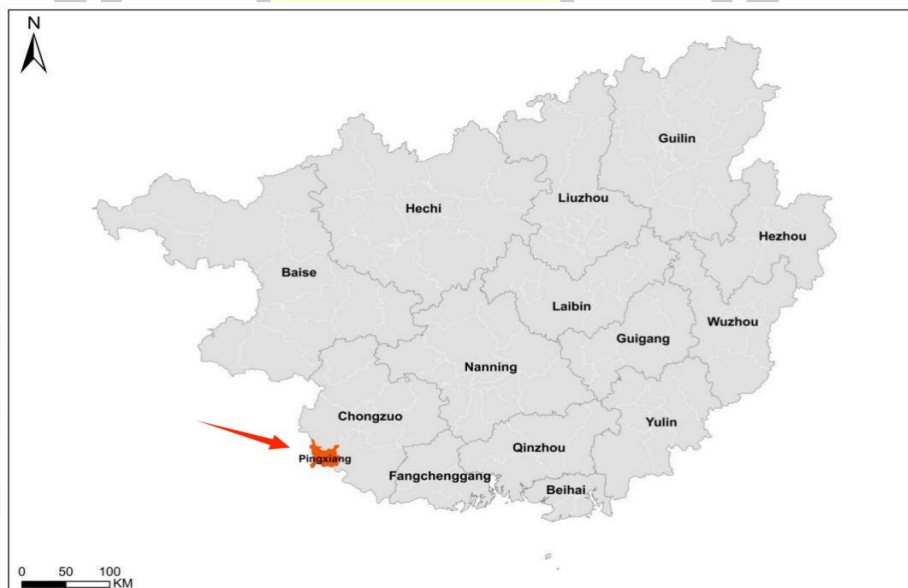 N
Guilin
Liuzhou
Hechi
Hezhou
Baise
Laibin
Wuzhou
Guigang
Nanning
Chongzuo
Yulin
Qinzhou
Pingxiang
Fangchenggang
Beihai
0 50 100
KM